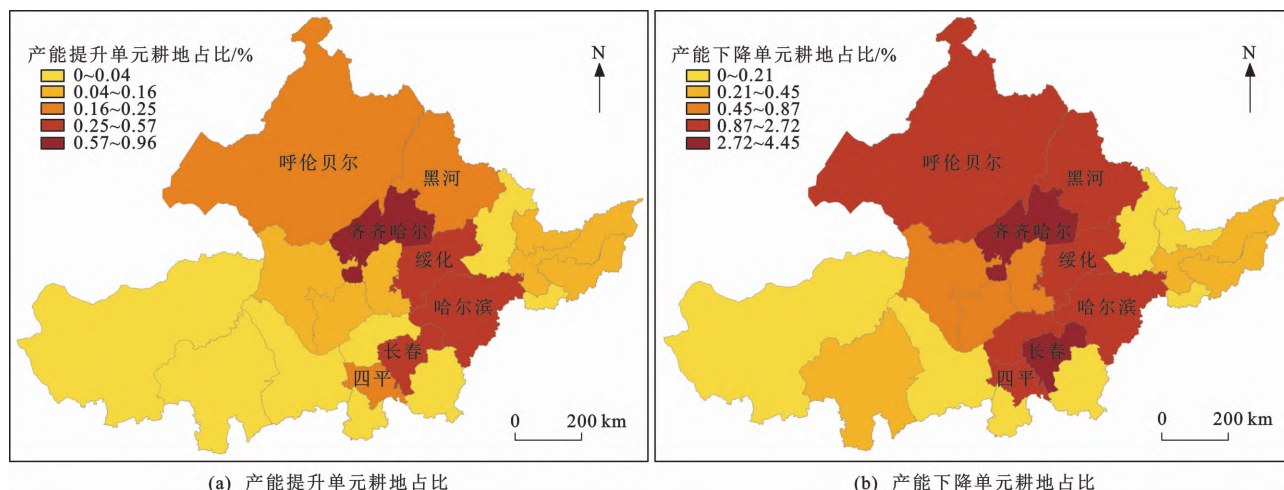 产能提升单元耕地占比/%
0~0.04
0.04~0.16
0.16~0.25
0.25~0.57
0.57~0.96
N
呼伦贝尔
黑河
齐齐哈尔
绥化
哈尔滨
长春
四平
0 200 km
(a) 产能提升单元耕地占比
产能下降单元耕地占比/%
0~0.21
0.21~0.45
0.45~0.87
0.87~2.72
2.72~4.45
N
呼伦贝尔
黑河
齐齐哈尔
绥化
哈尔滨
长春
四平
0 200 km
(b) 产能下降单元耕地占比